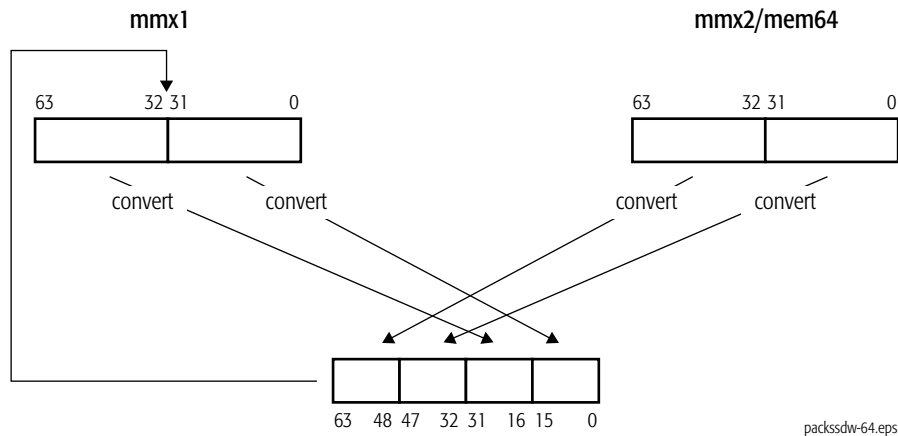 mmx1 mmx2/mem64
63 32 31 0 63 32 31 0
convert convert convert convert
63 48 47 32 31 16 15 0
packssdw-64.eps